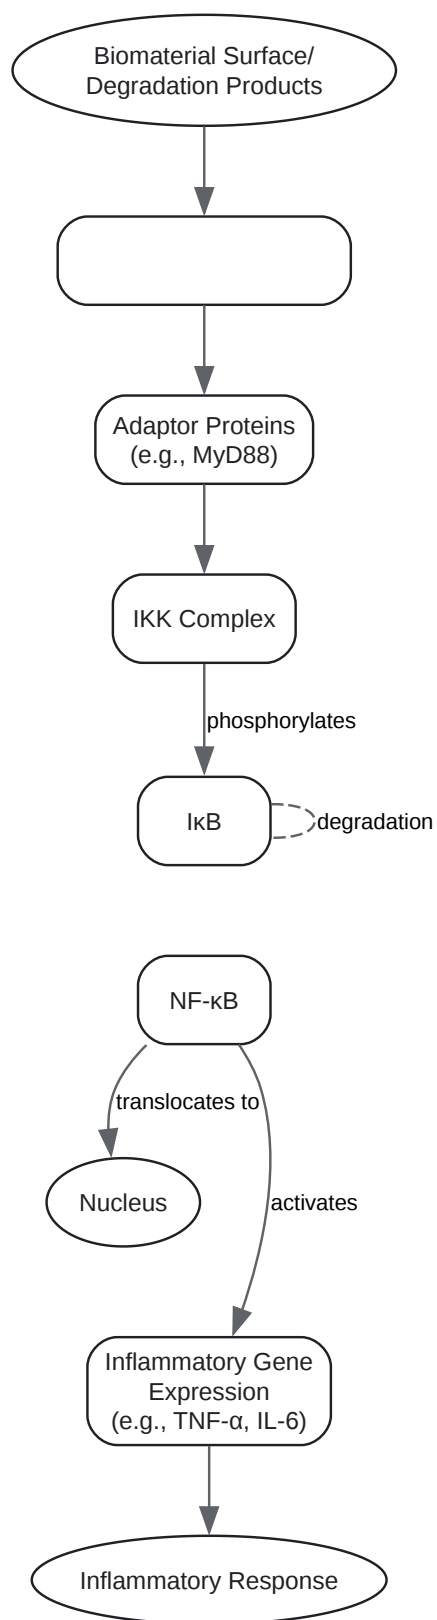 Biomaterial Surface/
Degradation Products
Adaptor Proteins
(e.g., MyD88)
IKK Complex
phosphorylates
IκB
degradation
NF-κB
translocates to
Nucleus
activates
Inflammatory Gene
Expression
(e.g., TNF-α, IL-6)
Inflammatory Response